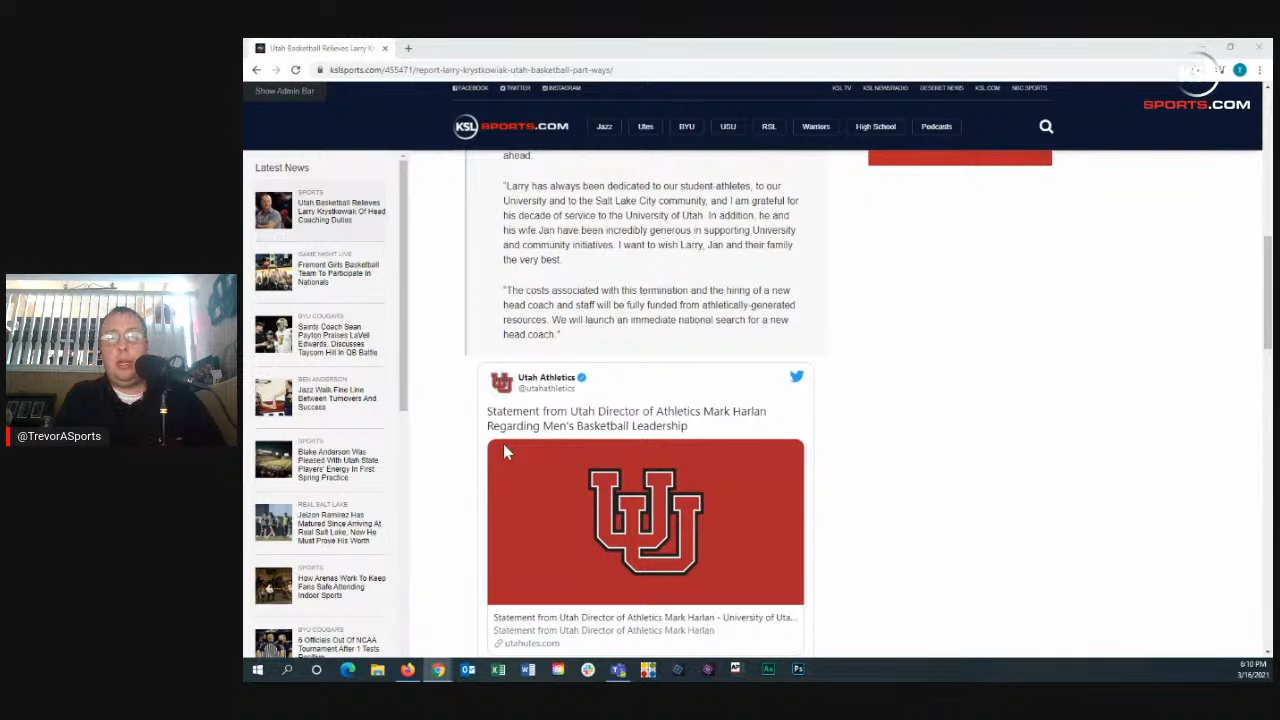 Utah Basketball Relieves Larry Kr
kslsports.com/455471/report-larry-krystkowiak-utah-basketball-part-ways/
SPORTS.COM
Show Admin Bar
FACEBOOK TWITTER INSTAGRAM
KSL TV KSL NEWSRADIO DESERET NEWS KSL.COM NBC SPORTS
KSL SPORTS.COM Jazz Utes BYU USU RSL Warriors High School Podcasts
Latest News
SPORTS
Utah Basketball Relieves
Larry Krystkowiak Of Head
Coaching Duties
GAME NIGHT LIVE
Fremont Girls Basketball
Team To Participate In
Nationals
BYU COUGARS
Saints Coach Sean
Payton Praises LaVell
Edwards, Discusses
Taysom Hill In QB Battle
BEN ANDERSON
Jazz Walk Fine Line
Between Turnovers And
Success
SPORTS
Blake Anderson Was
Pleased With Utah State
Players' Energy In First
Spring Practice
REAL SALT LAKE
Jeizon Ramirez Has
Matured Since Arriving At
Real Salt Lake, Now He
Must Prove His Worth
SPORTS
How Arenas Work To Keep
Fans Safe Attending
Indoor Sports
BYU COUGARS
6 Officials Out Of NCAA
Tournament After 1 Tests
Positive
ahead.
"Larry has always been dedicated to our student-athletes, to our
University and to the Salt Lake City community, and I am grateful for
his decade of service to the University of Utah. In addition, he and
his wife Jan have been incredibly generous in supporting University
and community initiatives. I want to wish Larry, Jan and their family
the very best.
"The costs associated with this termination and the hiring of a new
head coach and staff will be fully funded from athletically-generated
resources. We will launch an immediate national search for a new
head coach."
Utah Athletics
@utahathletics
Statement from Utah Director of Athletics Mark Harlan
Regarding Men's Basketball Leadership
Statement from Utah Director of Athletics Mark Harlan - University of Uta...
Statement from Utah Director of Athletics Mark Harlan
utahutes.com
@TrevorASports
6:10 PM
3/16/2021